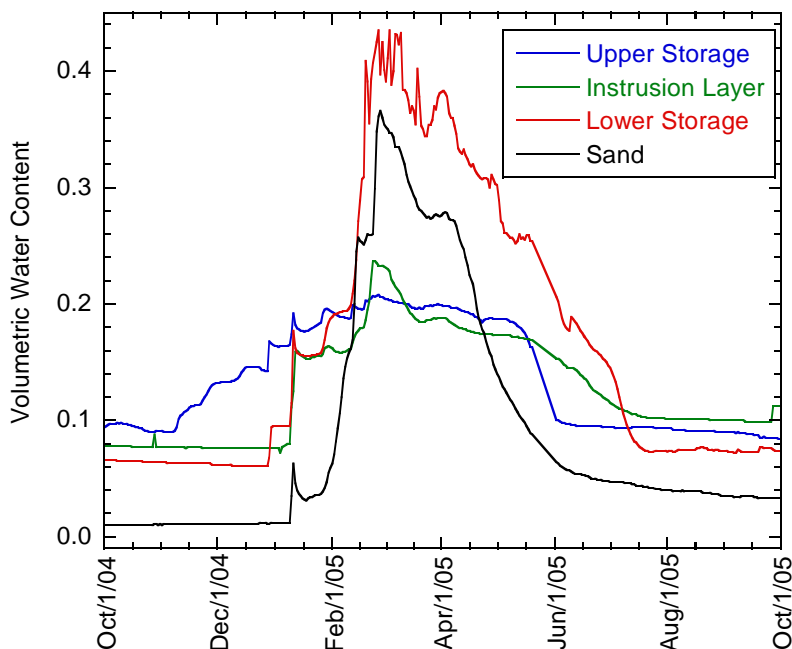 Volumetric Water Content
0.4
0.3
0.2
0.1
0.0
Upper Storage
Instrusion Layer
Lower Storage
Sand
Oct/1/04
Dec/1/04
Feb/1/05
Apr/1/05
Jun/1/05
Aug/1/05
Oct/1/05